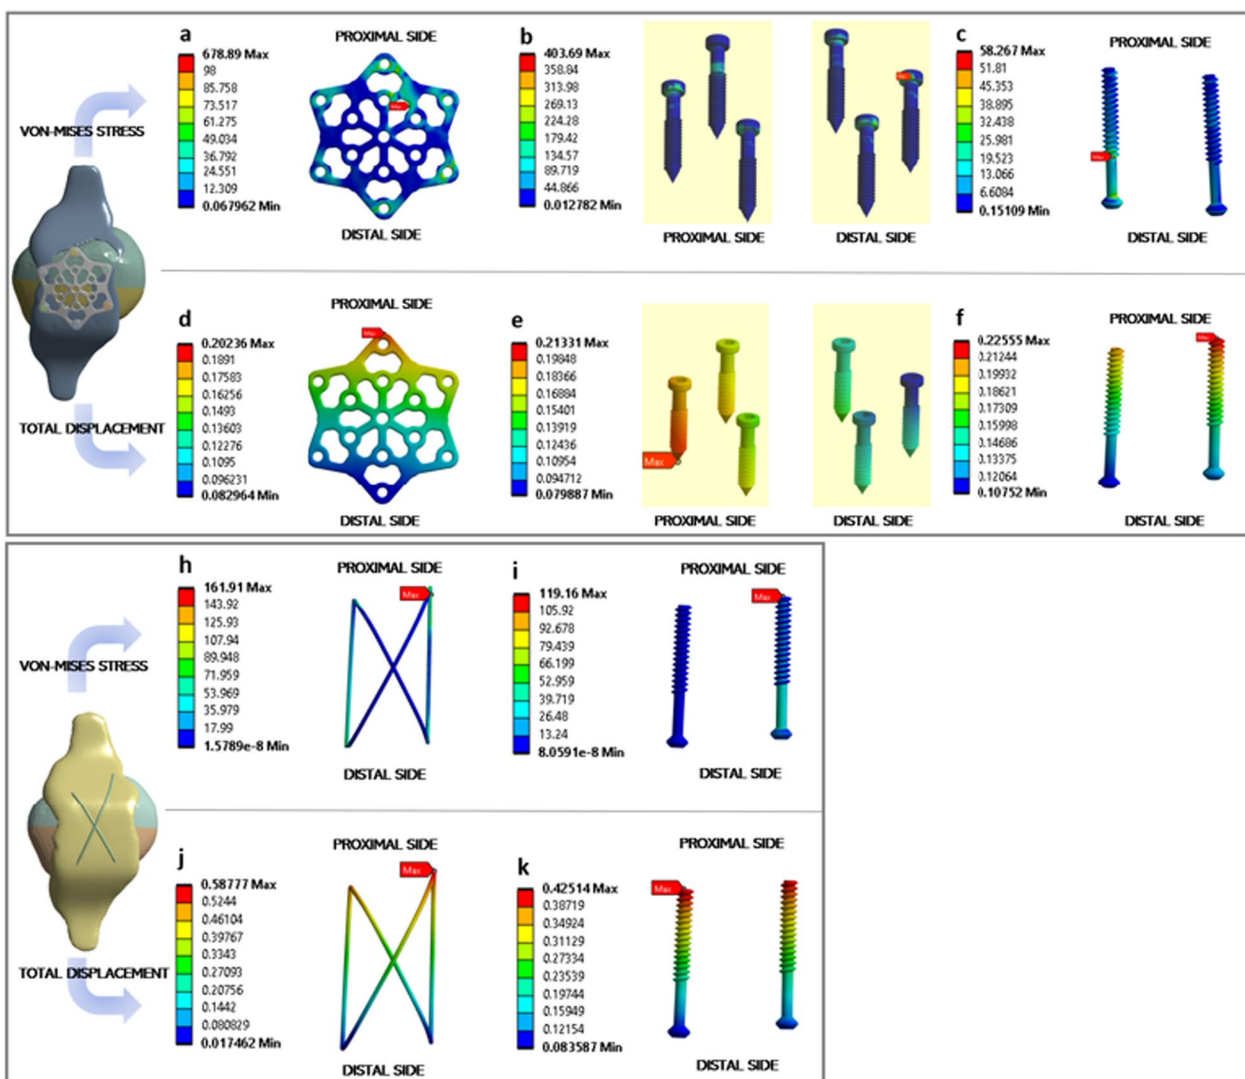 VON-MISES STRESS
TOTAL DISPLACEMENT
a
678.89 Max
98
85.758
73.517
61.275
49.034
36.792
24.551
12.309
0.067962 Min
PROXIMAL SIDE
Max
DISTAL SIDE
b
403.69 Max
358.84
313.98
269.13
224.28
179.42
134.57
89.719
44.866
0.012782 Min
PROXIMAL SIDE
Max
DISTAL SIDE
c
58.267 Max
51.81
45.353
38.895
32.438
25.981
19.523
13.066
6.6084
0.15109 Min
PROXIMAL SIDE
Max
DISTAL SIDE
d
0.20236 Max
0.1891
0.17583
0.16256
0.1493
0.13603
0.12276
0.1095
0.096231
0.082964 Min
PROXIMAL SIDE
Max
DISTAL SIDE
e
0.21331 Max
0.19848
0.18366
0.16884
0.15401
0.13919
0.12436
0.10954
0.094712
0.079887 Min
Max
PROXIMAL SIDE
DISTAL SIDE
f
0.22555 Max
0.21244
0.19932
0.18621
0.17309
0.15998
0.14686
0.13375
0.12064
0.10752 Min
PROXIMAL SIDE
Max
DISTAL SIDE
VON-MISES STRESS
TOTAL DISPLACEMENT
h
161.91 Max
143.92
125.93
107.94
89.948
71.959
53.969
35.979
17.99
1.5789e-8 Min
PROXIMAL SIDE
Max
DISTAL SIDE
i
119.16 Max
105.92
92.678
79.439
66.199
52.959
39.719
26.48
13.24
8.0591e-8 Min
PROXIMAL SIDE
Max
DISTAL SIDE
j
0.58777 Max
0.5244
0.46104
0.39767
0.3343
0.27093
0.20756
0.1442
0.080829
0.017462 Min
PROXIMAL SIDE
Max
DISTAL SIDE
k
0.42514 Max
0.38719
0.34924
0.31129
0.27334
0.23539
0.19744
0.15949
0.12154
0.083587 Min
PROXIMAL SIDE
Max
DISTAL SIDE